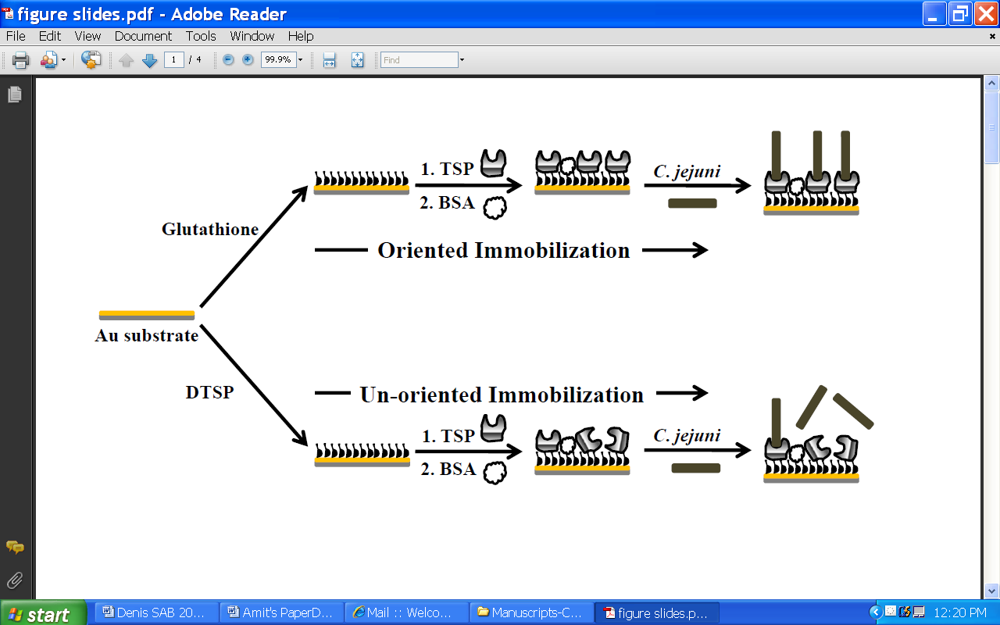 figure slides.pdf - Adobe Reader
File Edit View Document Tools Window Help
1 / 4 99.9% Find
1. TSP
2. BSA
C. jejuni
Glutathione
Oriented Immobilization
Au substrate
DTSP
Un-oriented Immobilization
1. TSP
2. BSA
C. jejuni
start Denis SAB 20... Amit's PaperD... Mail :: Welco... Manuscripts-C... figure slides.p... 12:20 PM